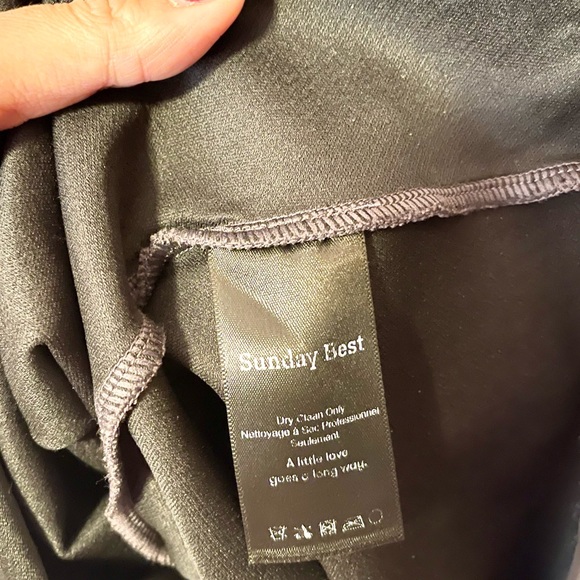 Sunday Best
Dry Clean Only
Nettoyage à Sec Professionnel
Seulement
A little love
goes a long way.